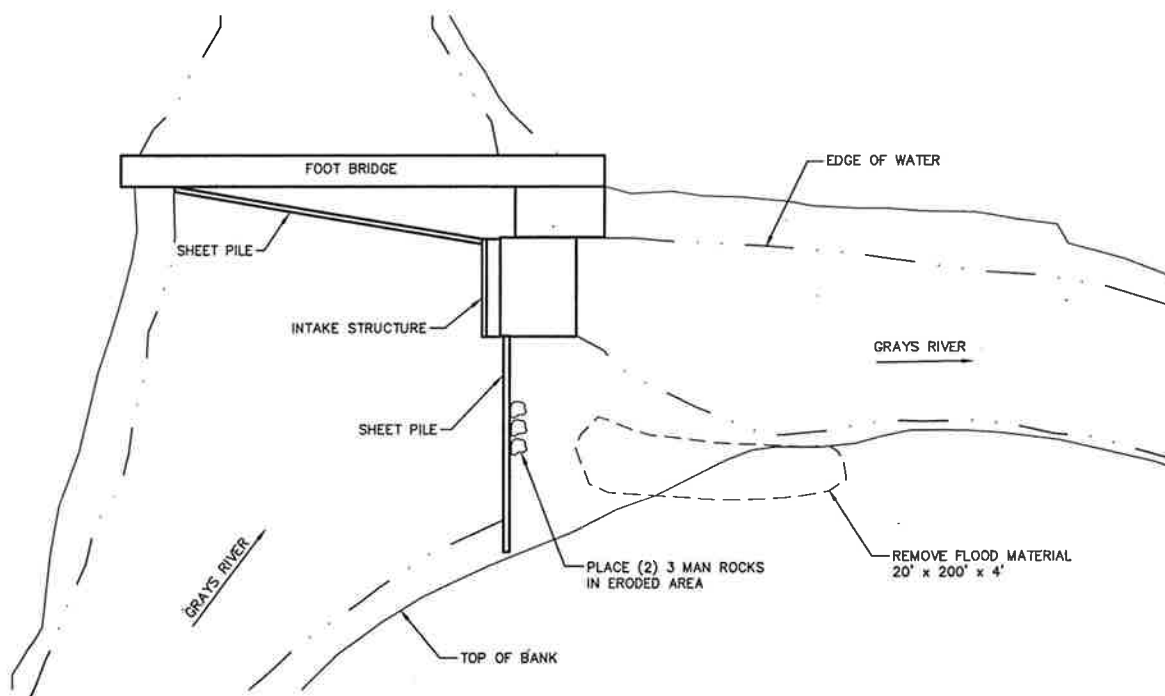 FOOT BRIDGE
EDGE OF WATER
SHEET PILE
INTAKE STRUCTURE
GRAYS RIVER
SHEET PILE
GRAYS RIVER
PLACE (2) 3 MAN ROCKS
IN ERODED AREA
REMOVE FLOOD MATERIAL
20' x 200' x 4'
TOP OF BANK